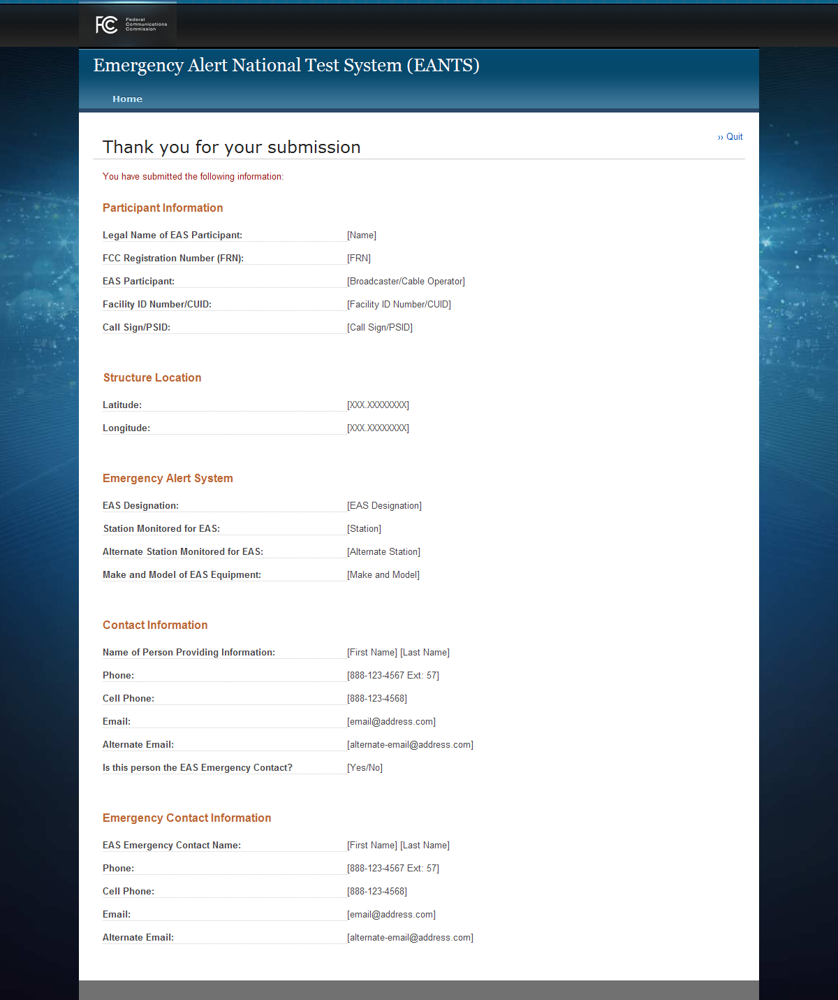 FCC Federal
Communications
Commission
Emergency Alert National Test System (EANTS)
Home
›› Quit
Thank you for your submission
You have submitted the following information:
Participant Information
Legal Name of EAS Participant: [Name]
FCC Registration Number (FRN): [FRN]
EAS Participant: [Broadcaster/Cable Operator]
Facility ID Number/CUID: [Facility ID Number/CUID]
Call Sign/PSID: [Call Sign/PSID]
Structure Location
Latitude: [XXX.XXXXXXXX]
Longitude: [XXX.XXXXXXXX]
Emergency Alert System
EAS Designation: [EAS Designation]
Station Monitored for EAS: [Station]
Alternate Station Monitored for EAS: [Alternate Station]
Make and Model of EAS Equipment: [Make and Model]
Contact Information
Name of Person Providing Information: [First Name] [Last Name]
Phone: [888-123-4567 Ext: 57]
Cell Phone: [888-123-4568]
Email: [email@address.com]
Alternate Email: [alternate-email@address.com]
Is this person the EAS Emergency Contact? [Yes/No]
Emergency Contact Information
EAS Emergency Contact Name: [First Name] [Last Name]
Phone: [888-123-4567 Ext: 57]
Cell Phone: [888-123-4568]
Email: [email@address.com]
Alternate Email: [alternate-email@address.com]